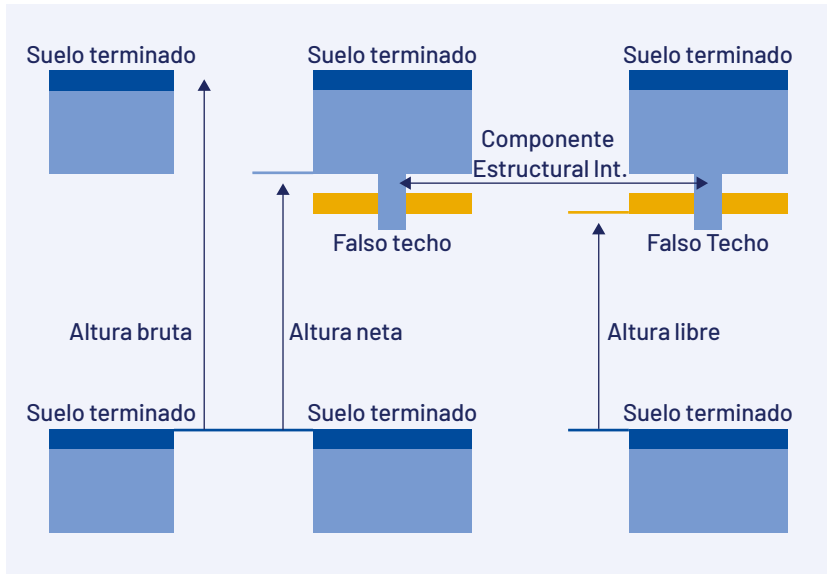 Suelo terminado
Suelo terminado
Suelo terminado
Componente
Estructural Int.
Falso techo
Falso Techo
Altura bruta
Altura neta
Altura libre
Suelo terminado
Suelo terminado
Suelo terminado